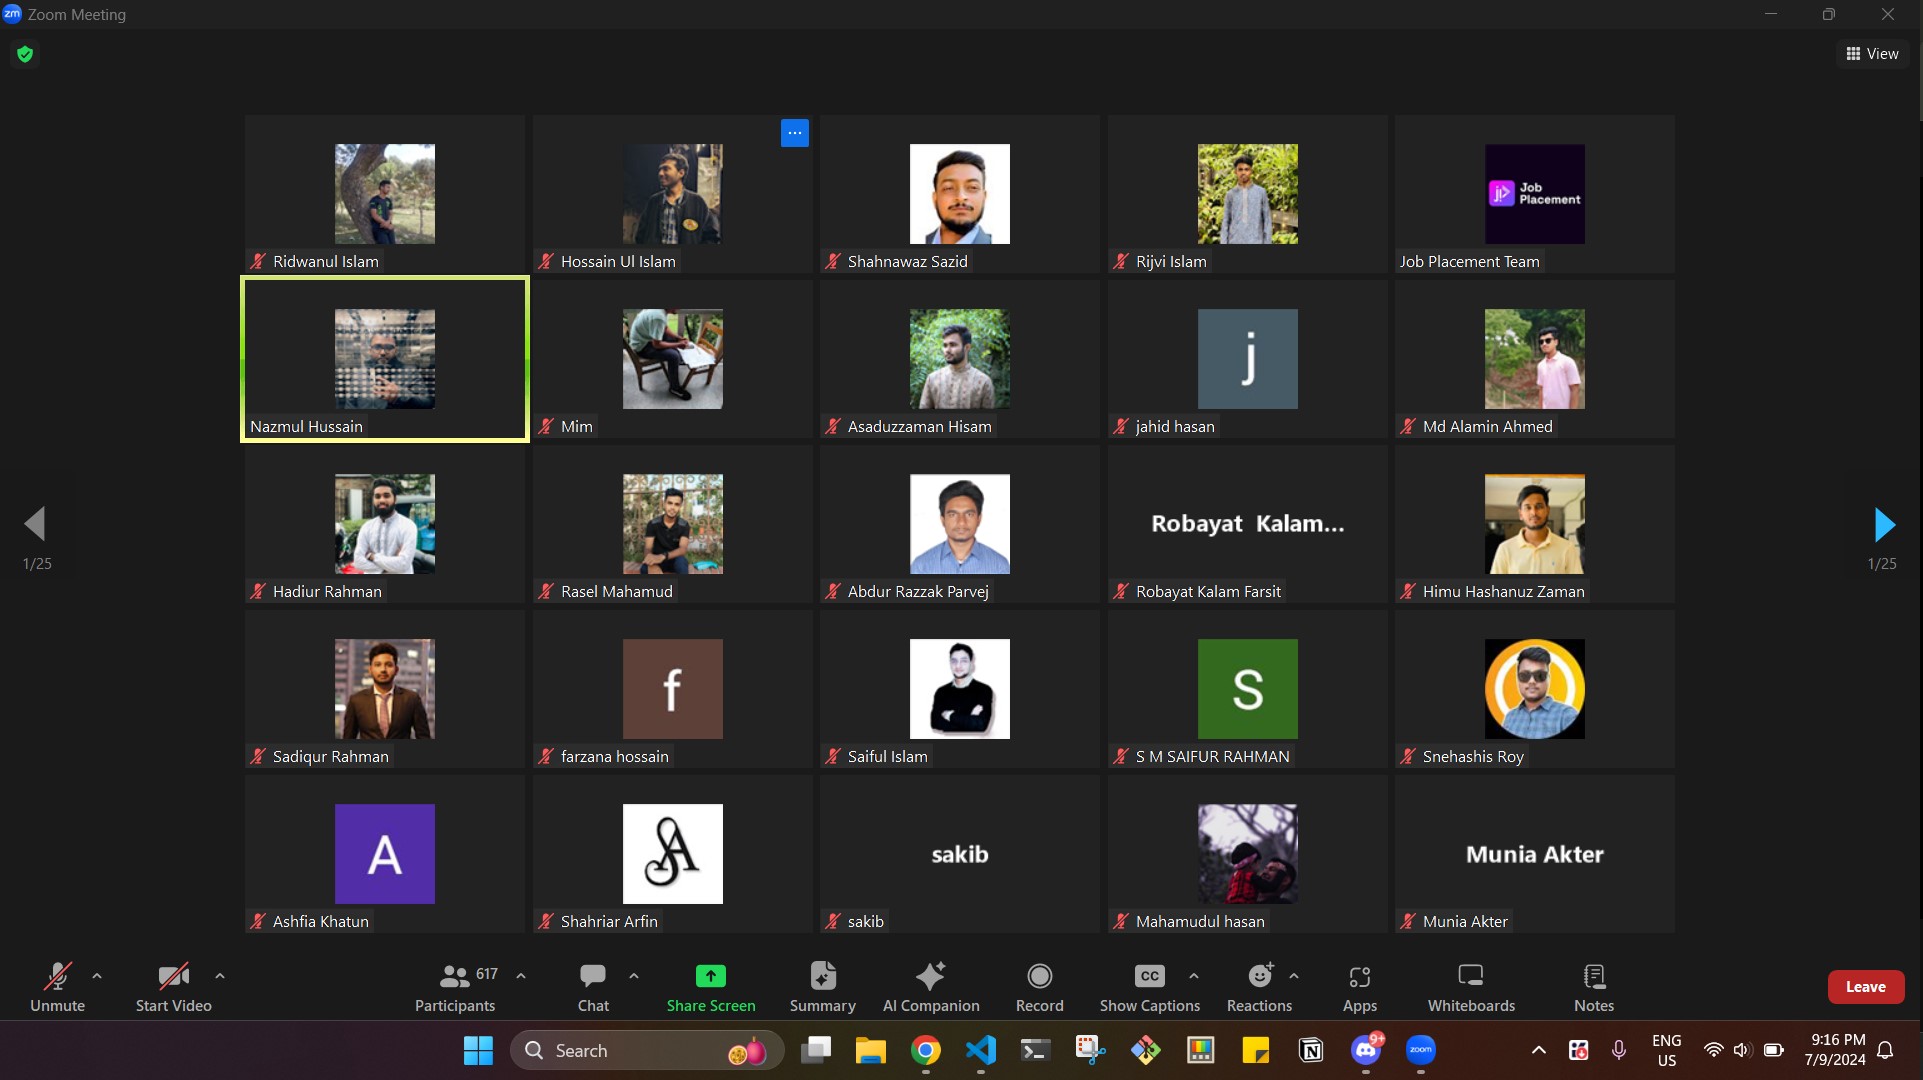 zm Zoom Meeting
View
Job
Placement
Ridwanul Islam
Hossain Ul Islam
Shahnawaz Sazid
Rijvi Islam
Job Placement Team
j
Nazmul Hussain
Mim
Asaduzzaman Hisam
jahid hasan
Md Alamin Ahmed
Robayat Kalam...
1/25
1/25
Hadiur Rahman
Rasel Mahamud
Abdur Razzak Parvej
Robayat Kalam Farsit
Himu Hashanuz Zaman
f
S
Sadiqur Rahman
farzana hossain
Saiful Islam
S M SAIFUR RAHMAN
Snehashis Roy
A
SA
sakib
Munia Akter
Ashfia Khatun
Shahriar Arfin
sakib
Mahamudul hasan
Munia Akter
617
CC
Unmute
Start Video
Participants
Chat
Share Screen
Summary
AI Companion
Record
Show Captions
Reactions
Apps
Whiteboards
Notes
Leave
Search
9+
zoom
ENG
US
9:16 PM
7/9/2024